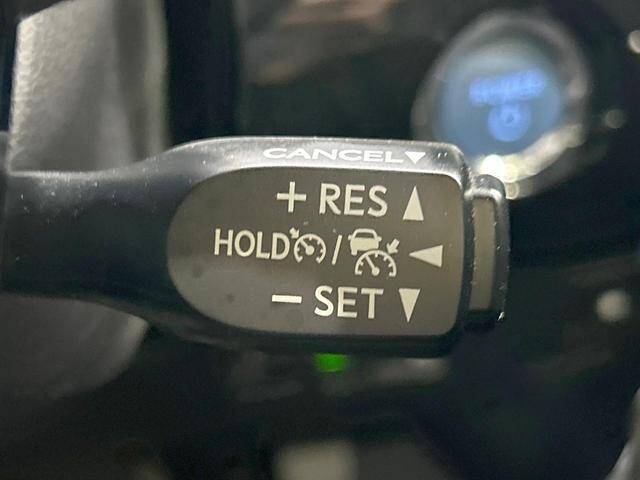 CANCEL▼
+ RES ▲
HOLD / ◀
− SET ▼